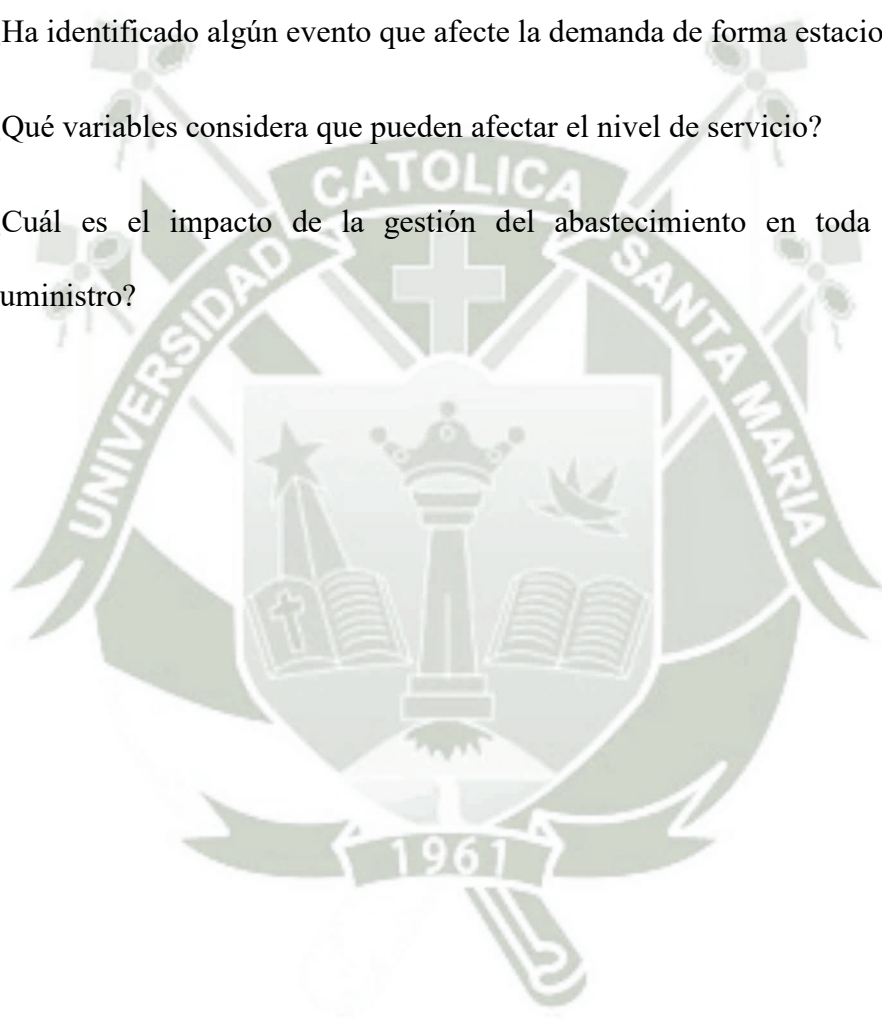 Ha identificado algún evento que afecte la demanda de forma estacio
Qué variables considera que pueden afectar el nivel de servicio?
Cuál es el impacto de la gestión del abastecimiento en toda
uministro?
UNIVERSIDAD CATOLICA SANTA MARIA
1961